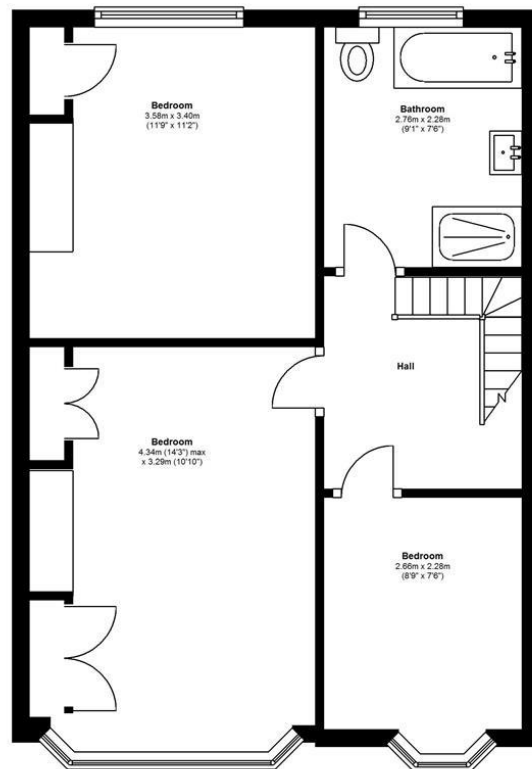 Bedroom
3.58m x 3.40m
(11'9" x 11'2")
Bathroom
2.76m x 2.28m
(9'1" x 7'6")
Hall
Bedroom
4.34m (14'3") max
x 3.29m (10'10")
Bedroom
2.66m x 2.28m
(8'9" x 7'6")